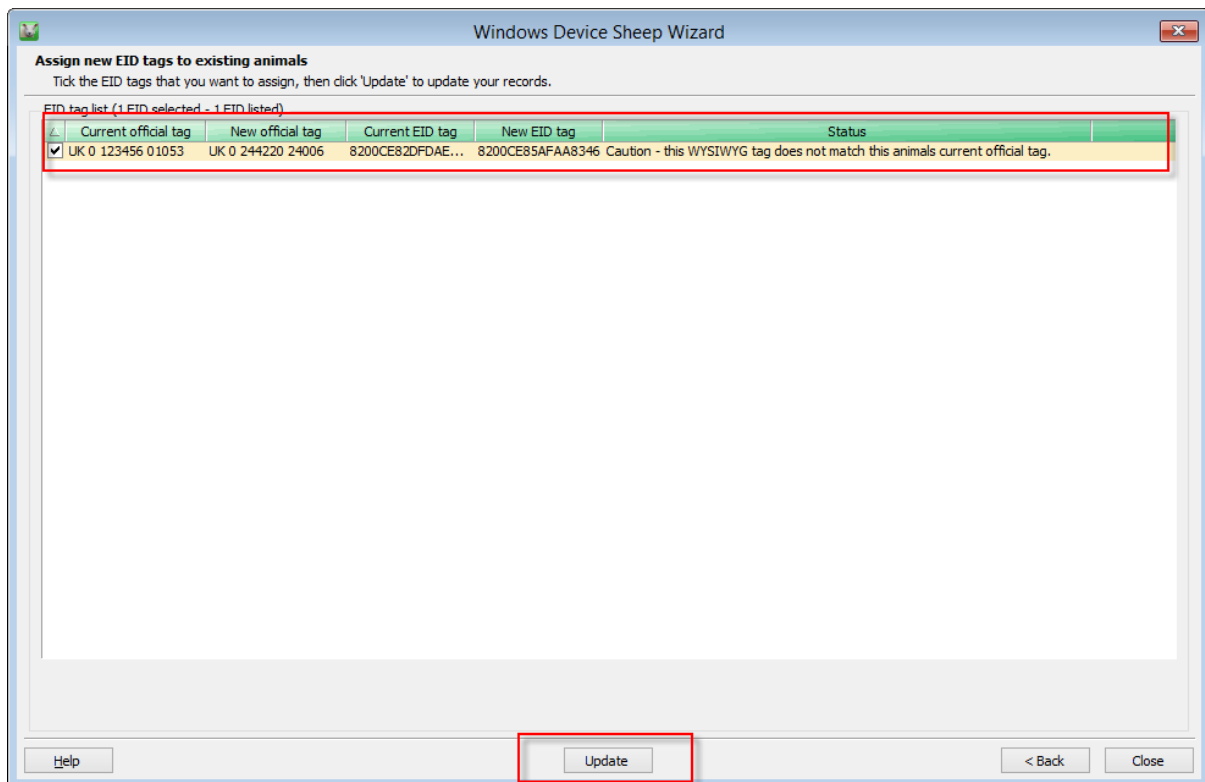 Windows Device Sheep Wizard
Assign new EID tags to existing animals
Tick the EID tags that you want to assign, then click 'Update' to update your records.
EID tag list (1 EID selected - 1 EID listed)
Current official tag New official tag Current EID tag New EID tag Status
UK 0 123456 01053 UK 0 244220 24006 8200CE82DFDAE... 8200CE85AFAA8346 Caution - this WYSIWYG tag does not match this animals current official tag.
Help Update < Back Close